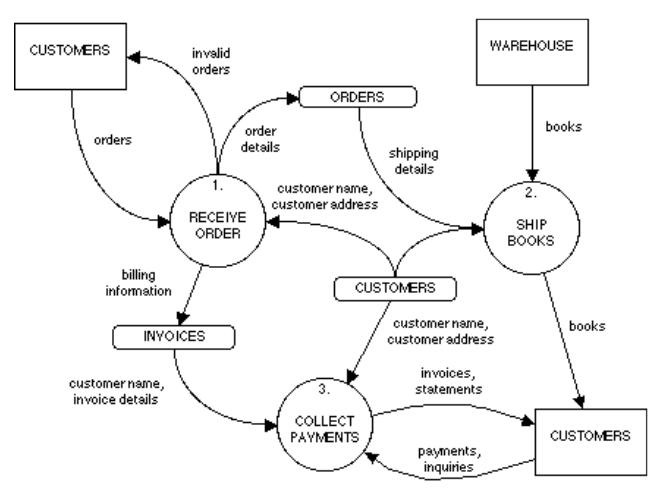 CUSTOMERS
invalid
orders
WAREHOUSE
ORDERS
orders
order
details
books
shipping
details
1.
RECEIVE
ORDER
customer name,
customer address
2.
SHIP
BOOKS
billing
information
CUSTOMERS
INVOICES
customer name,
customer address
books
customer name,
invoice details
3.
COLLECT
PAYMENTS
invoices,
statements
CUSTOMERS
payments,
inquiries